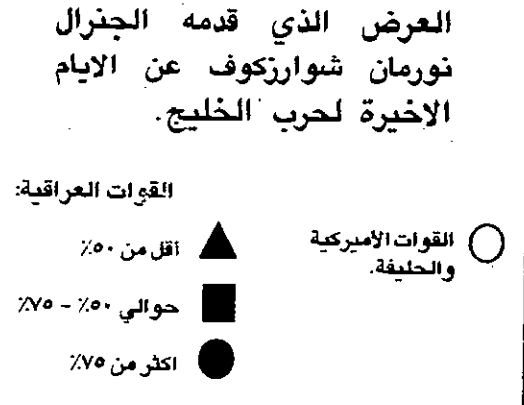 العرض الذي قدمه الجنرال
نورمان شوارزكوف عن الايام
الاخيرة لحرب الخليج.
القوات الأميركية
والحليفة.
القوات العراقية:
أقل من ٥٠٪
حوالي ٥٠٪ - ٧٥٪
اكثر من ٧٥٪